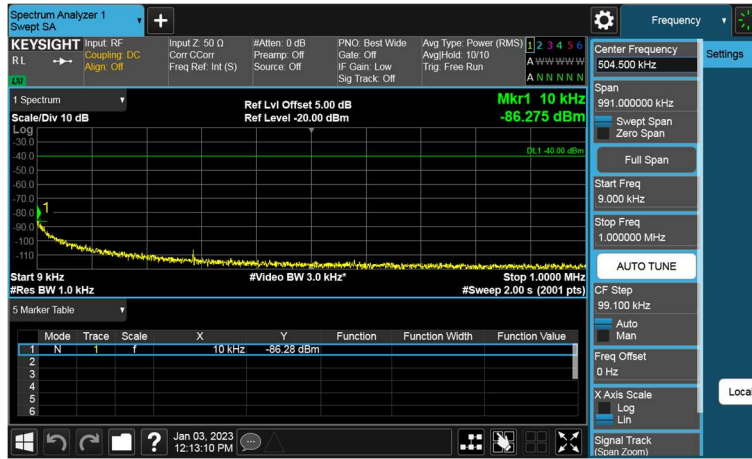 Spectrum Analyzer 1
Swept SA
Frequency
KEYSIGHT
RL
LXI
Input: RF
Coupling: DC
Align: Off
Input Z: 50 Ω
Corr CCorr
Freq Ref: Int (S)
#Atten: 0 dB
Preamp: Off
Source: Off
PNO: Best Wide
Gate: Off
IF Gain: Low
Sig Track: Off
Avg Type: Power (RMS)
Avg|Hold: 10/10
Trig: Free Run
1 2 3 4 5 6
A W W W W W
A N N N N N
Center Frequency
504.500 kHz
Settings
Span
991.000000 kHz
Swept Span
Zero Span
Full Span
Start Freq
9.000 kHz
Stop Freq
1.000000 MHz
AUTO TUNE
CF Step
99.100 kHz
Auto
Man
Freq Offset
0 Hz
X Axis Scale
Log
Lin
Local
Signal Track
(Span Zoom)
1 Spectrum
Scale/Div 10 dB
Ref Lvl Offset 5.00 dB
Ref Level -20.00 dBm
Mkr1 10 kHz
-86.275 dBm
Log
-30.0
-40.0
-60.0
-70.0
-80.0
-90.0
-100
-110
DL1 -40.00 dBm
1
Start 9 kHz
#Res BW 1.0 kHz
#Video BW 3.0 kHz*
Stop 1.0000 MHz
#Sweep 2.00 s (2001 pts)
5 Marker Table
Mode Trace Scale X Y Function Function Width Function Value
1 N 1 f 10 kHz -86.28 dBm
2
3
4
5
6
?
Jan 03, 2023
12:13:10 PM